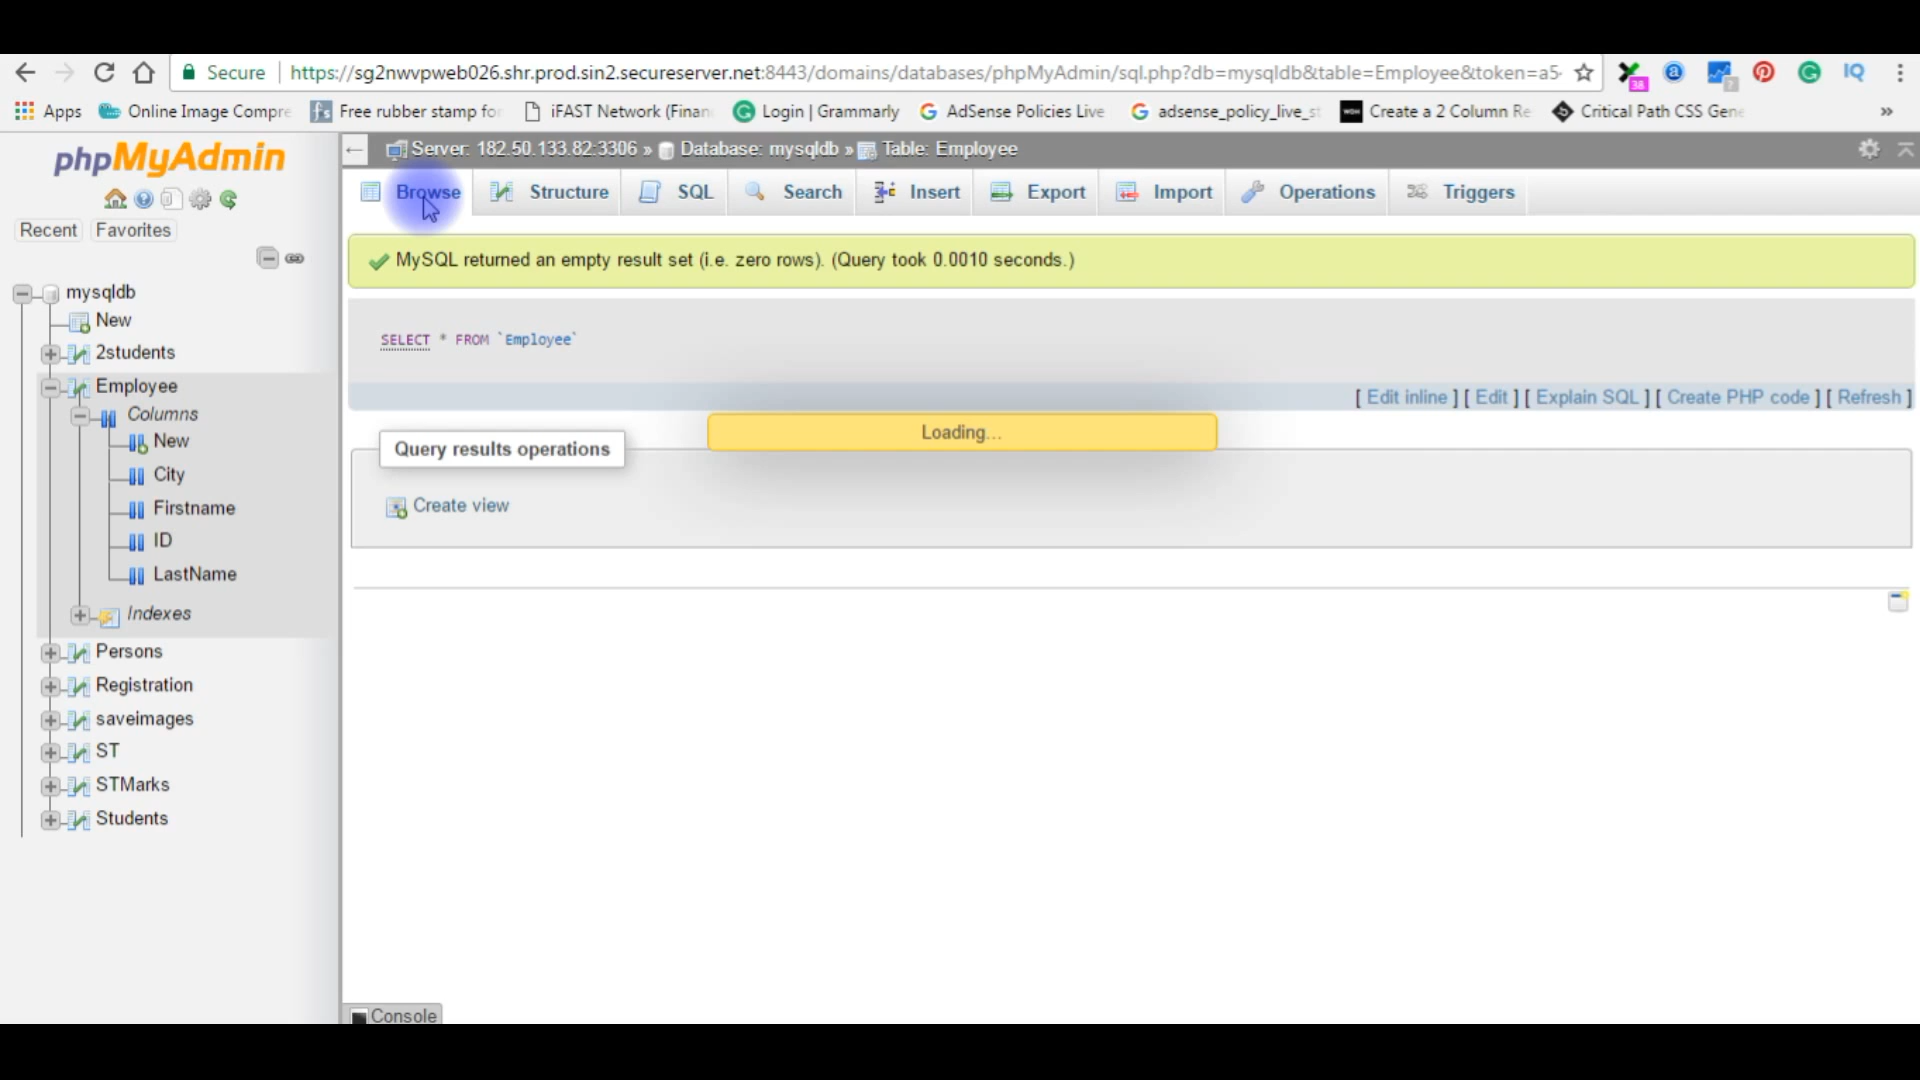 Secure https://sg2nwvpweb026.shr.prod.sin2.secureserver.net:8443/domains/databases/phpMyAdmin/sql.php?db=mysqldb&table=Employee&token=a5-
Apps Online Image Compre Free rubber stamp for iFAST Network (Finan Login | Grammarly AdSense Policies Live adsense_policy_live_st Create a 2 Column Re Critical Path CSS Gene »
phpMyAdmin
Server: 182.50.133.82:3306 » Database: mysqldb » Table: Employee
Browse Structure SQL Search Insert Export Import Operations Triggers
Recent Favorites
mysqldb
New
2students
Employee
Columns
New
City
Firstname
ID
LastName
Indexes
Persons
Registration
saveimages
ST
STMarks
Students
MySQL returned an empty result set (i.e. zero rows). (Query took 0.0010 seconds.)
SELECT * FROM `Employee`
[ Edit inline ] [ Edit ] [ Explain SQL ] [ Create PHP code ] [ Refresh ]
Loading...
Query results operations
Create view
Console